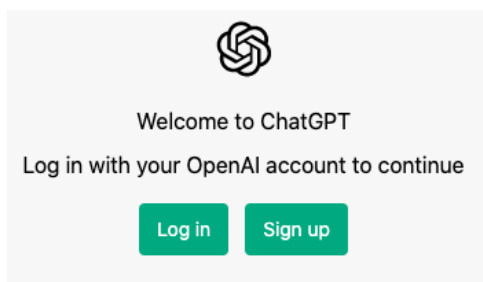 Welcome to ChatGPT
Log in with your OpenAI account to continue
Log in Sign up